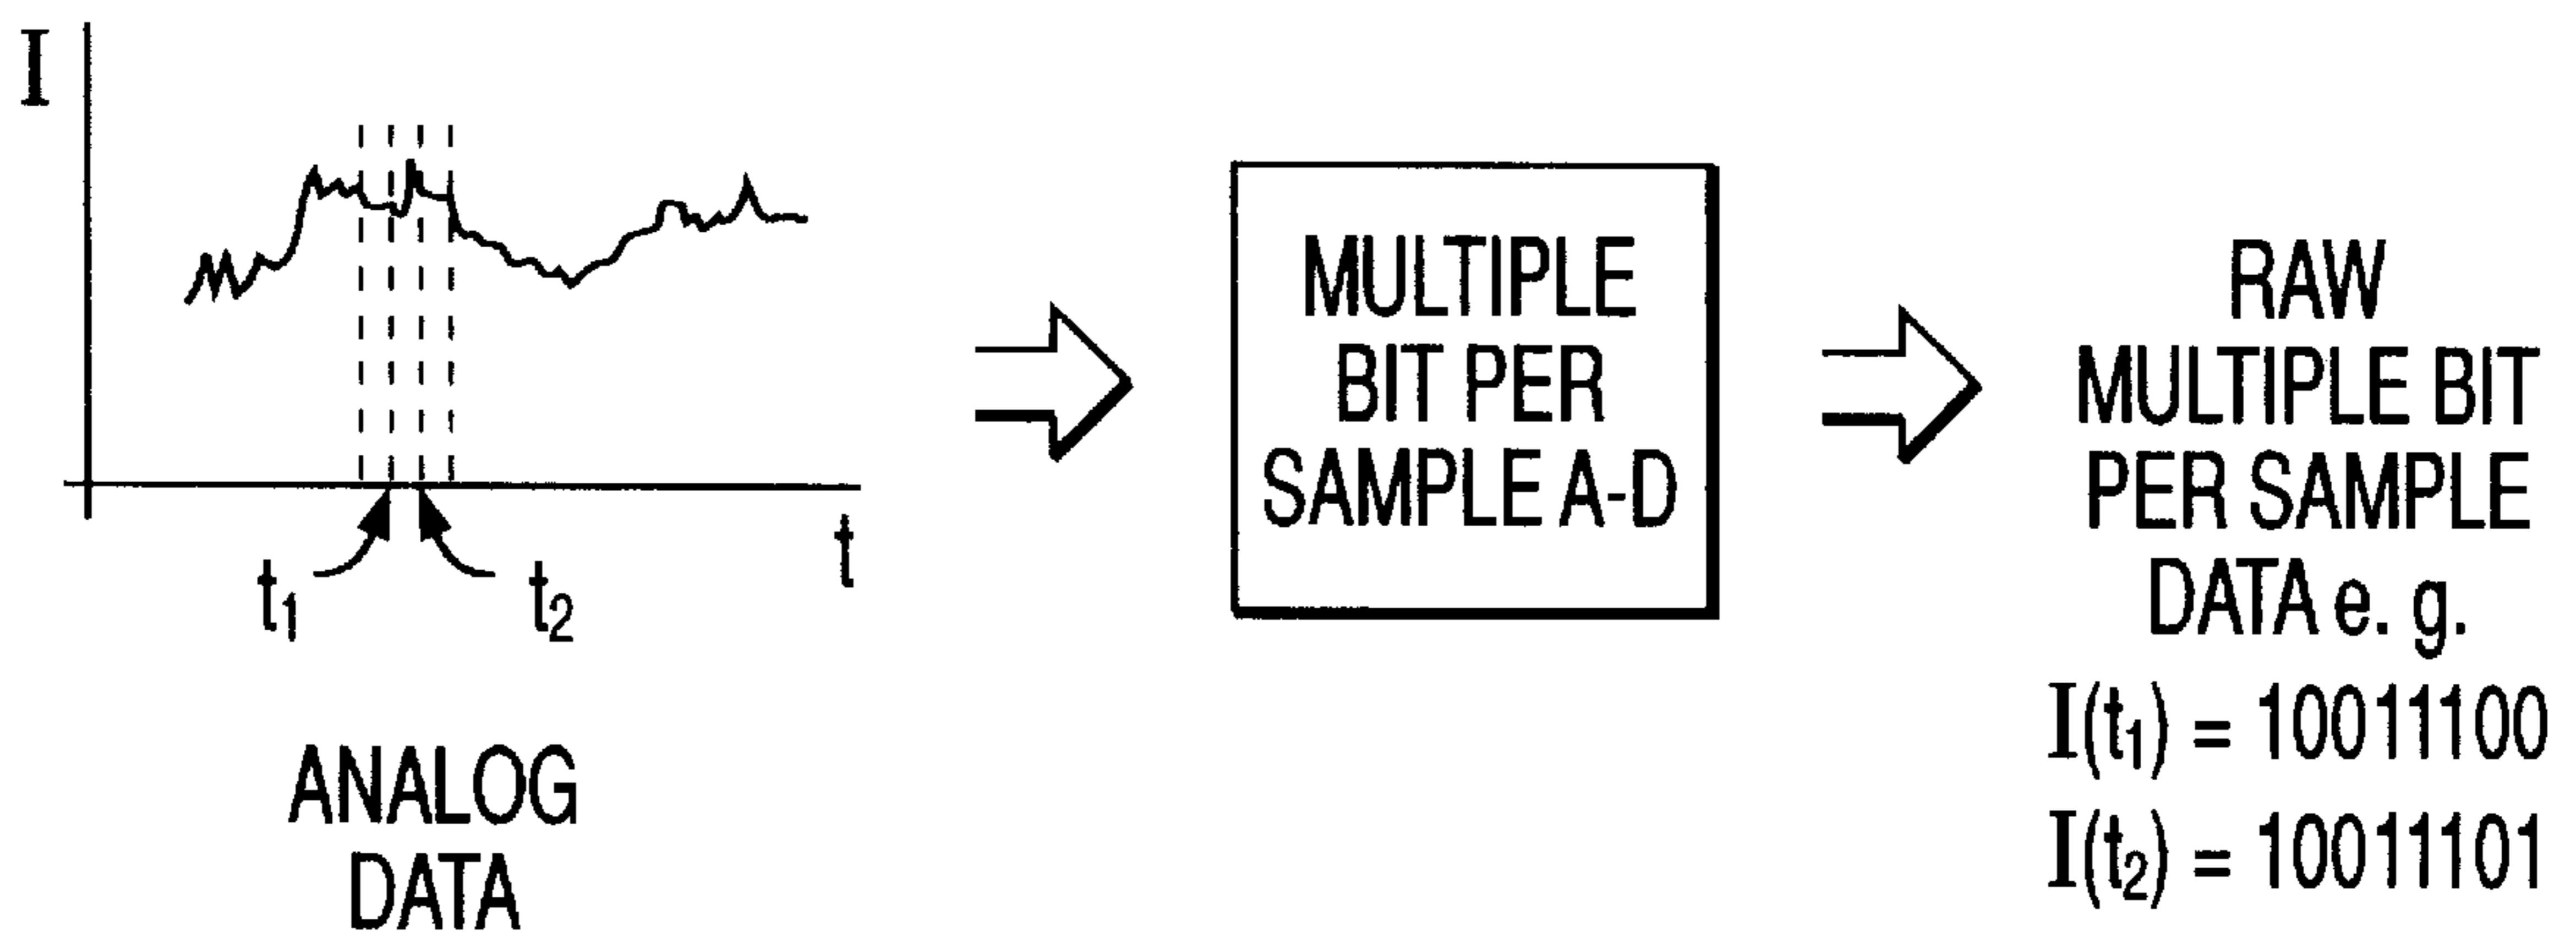 I
t
t1
t2
ANALOG
DATA
MULTIPLE
BIT PER
SAMPLE A-D
RAW
MULTIPLE BIT
PER SAMPLE
DATA e. g.
I(t1) = 10011100
I(t2) = 10011101